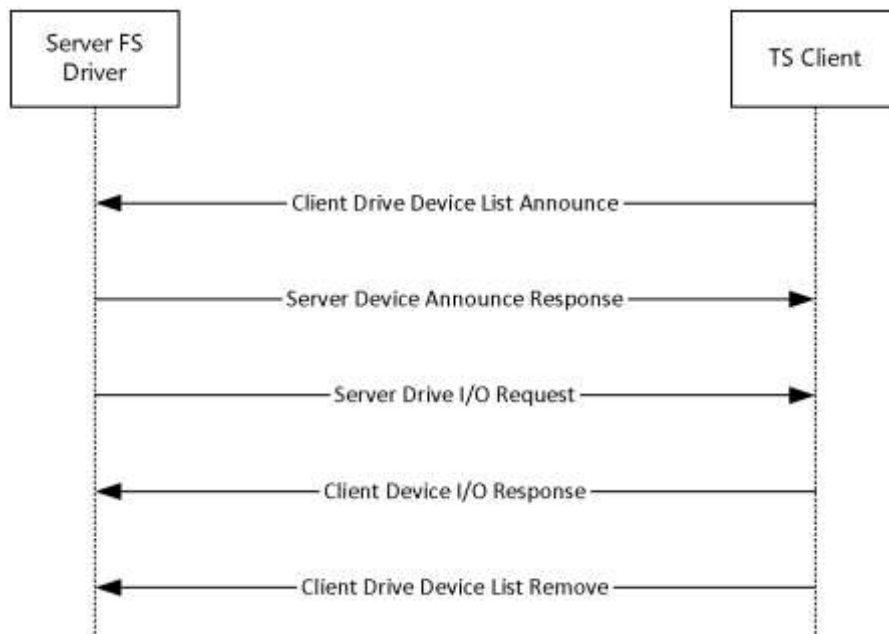 Server FS
Driver
TS Client
Client Drive Device List Announce
Server Device Announce Response
Server Drive I/O Request
Client Device I/O Response
Client Drive Device List Remove